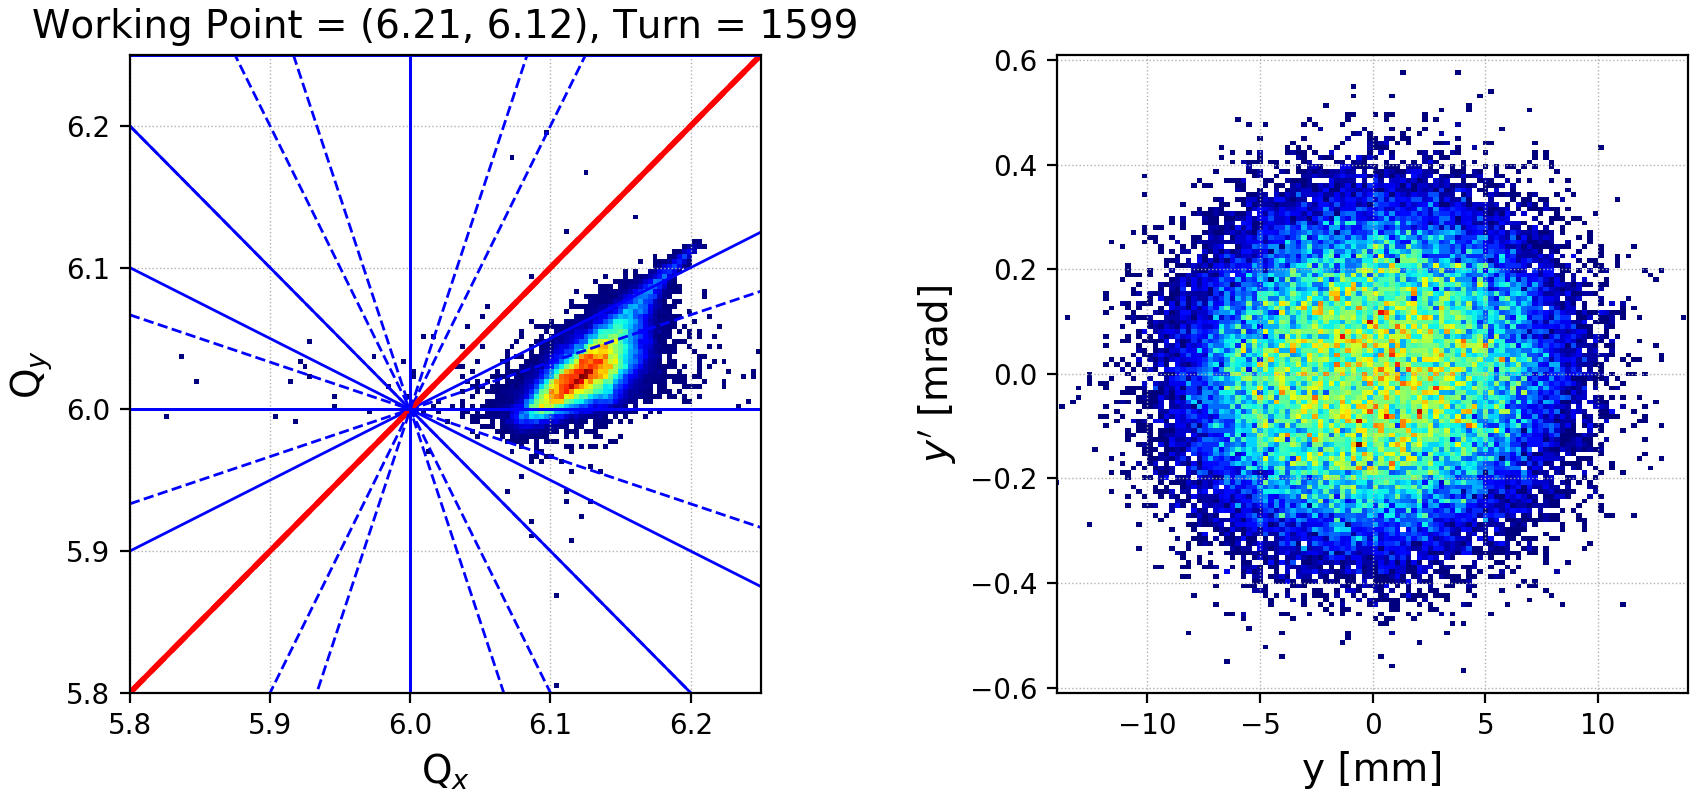 Working Point = (6.21, 6.12), Turn = 1599
6.2
6.1
6.0
5.9
5.8
Qy
5.8 5.9 6.0 6.1 6.2
Qx
0.6
0.4
0.2
0.0
−0.2
−0.4
−0.6
y′ [mrad]
−10 −5 0 5 10
y [mm]